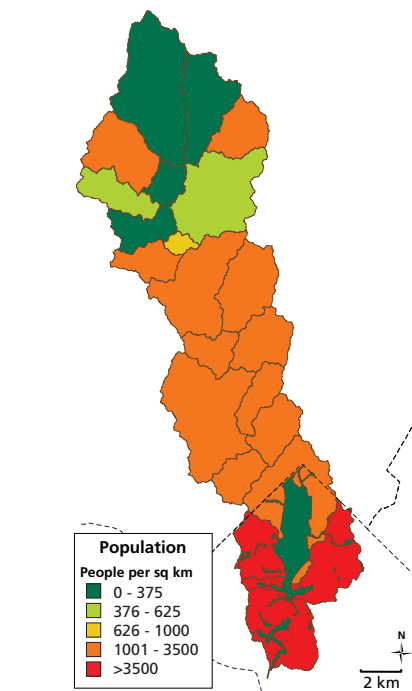 Population
People per sq km
0 - 375
376 - 625
626 - 1000
1001 - 3500
>3500
N
2 km